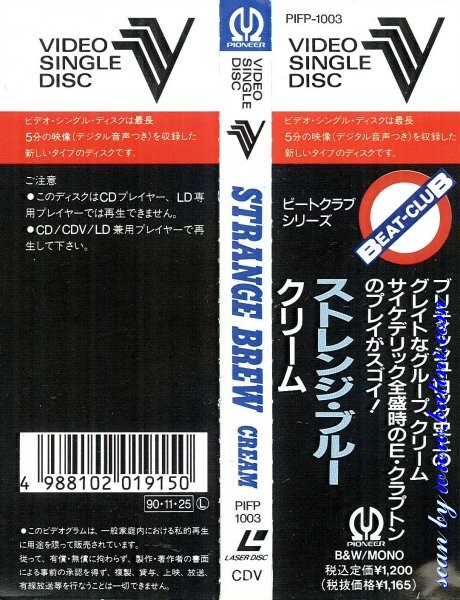 VIDEO
SINGLE
DISC
ビデオ・シングル・ディスクは最長
5分の映像(デジタル音声つき)を収録した
新しいタイプのディスクです。
ご注意
●このディスクはCDプレイヤー、LD専
用プレイヤーでは再生できません。
●CD/CDV/LD兼用プレイヤーで再
生して下さい。
4 988102 019150
90・11・25 Ⓛ
●このビデオグラムは、一般家庭内における私的再生
に用途を限って販売されています。
従って、有償・無償に拘わらず、製作・著作者の書面
による事前の承諾を得ず、複製、賃与、上映、放送、
有線放送等を行なうことは一切できません。
PIONEER
VIDEO
SINGLE
DISC
STRANGE BREW
CREAM
PIFP
1003
LASER DISC
CDV
PIFP-1003
VIDEO
SINGLE
DISC
ビデオ・シングル・ディスクは最長
5分の映像(デジタル音声つき)を収録した
新しいタイプのディスクです。
ビートクラブ
シリーズ
BEAT-CLUB
グレイトなグループ クリーム
サイケデリック全盛時のE・クラプトン
のプレイがスゴイ!
ストレンジ・ブルー
クリーム
PIONEER
B&W/MONO
税込定価¥1,200
(税抜価格¥1,165)
scan by www.kultim.com